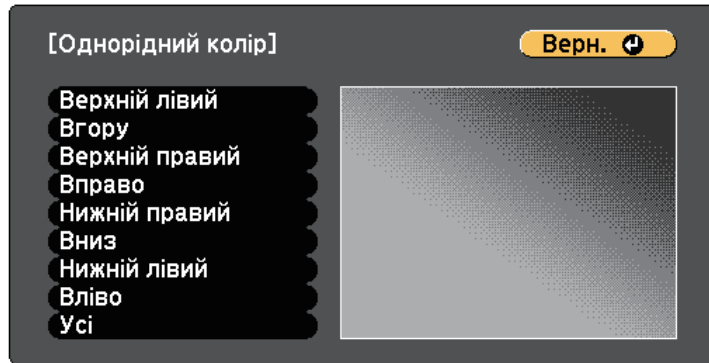 [Однорідний колір]
Верн.
Верхній лівий
Вгору
Верхній правий
Вправо
Нижній правий
Вниз
Нижній лівий
Вліво
Усі